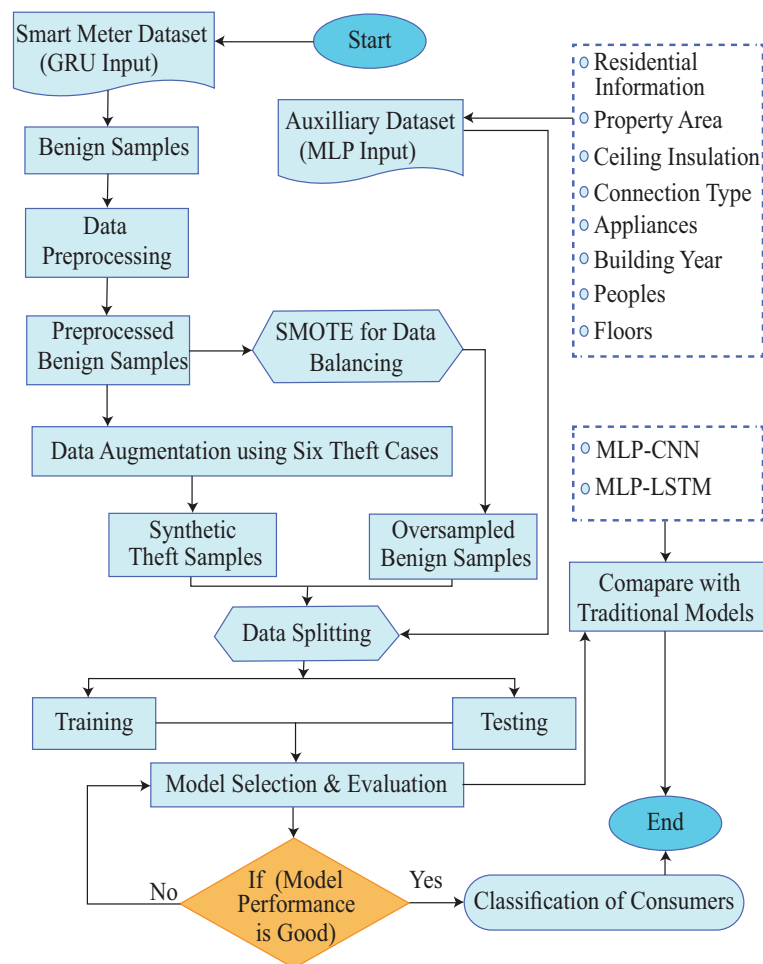 Smart Meter Dataset
(GRU Input)
Start
Benign Samples
Auxilliary Dataset
(MLP Input)
Residential
Information
Property Area
Ceiling Insulation
Connection Type
Appliances
Building Year
Peoples
Floors
Data
Preprocessing
Preprocessed
Benign Samples
SMOTE for Data
Balancing
Data Augmentation using Six Theft Cases
MLP-CNN
MLP-LSTM
Synthetic
Theft Samples
Oversampled
Benign Samples
Comapare with
Traditional Models
Data Splitting
Training
Testing
Model Selection & Evaluation
End
No
If (Model
Performance
is Good)
Yes
Classification of Consumers